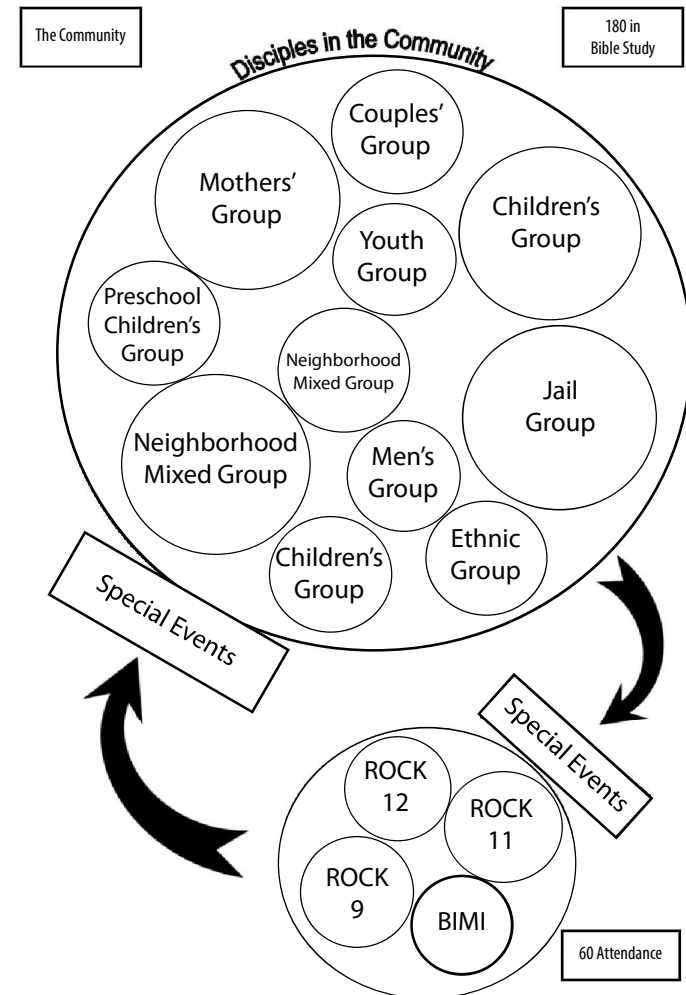 The Community
180 in
Bible Study
Disciples in the Community
Couples'
Group
Mothers'
Group
Children's
Group
Youth
Group
Preschool
Children's
Group
Neighborhood
Mixed Group
Jail
Group
Neighborhood
Mixed Group
Men's
Group
Ethnic
Group
Children's
Group
Special Events
Special Events
ROCK
12
ROCK
11
ROCK
9
BIMI
60 Attendance